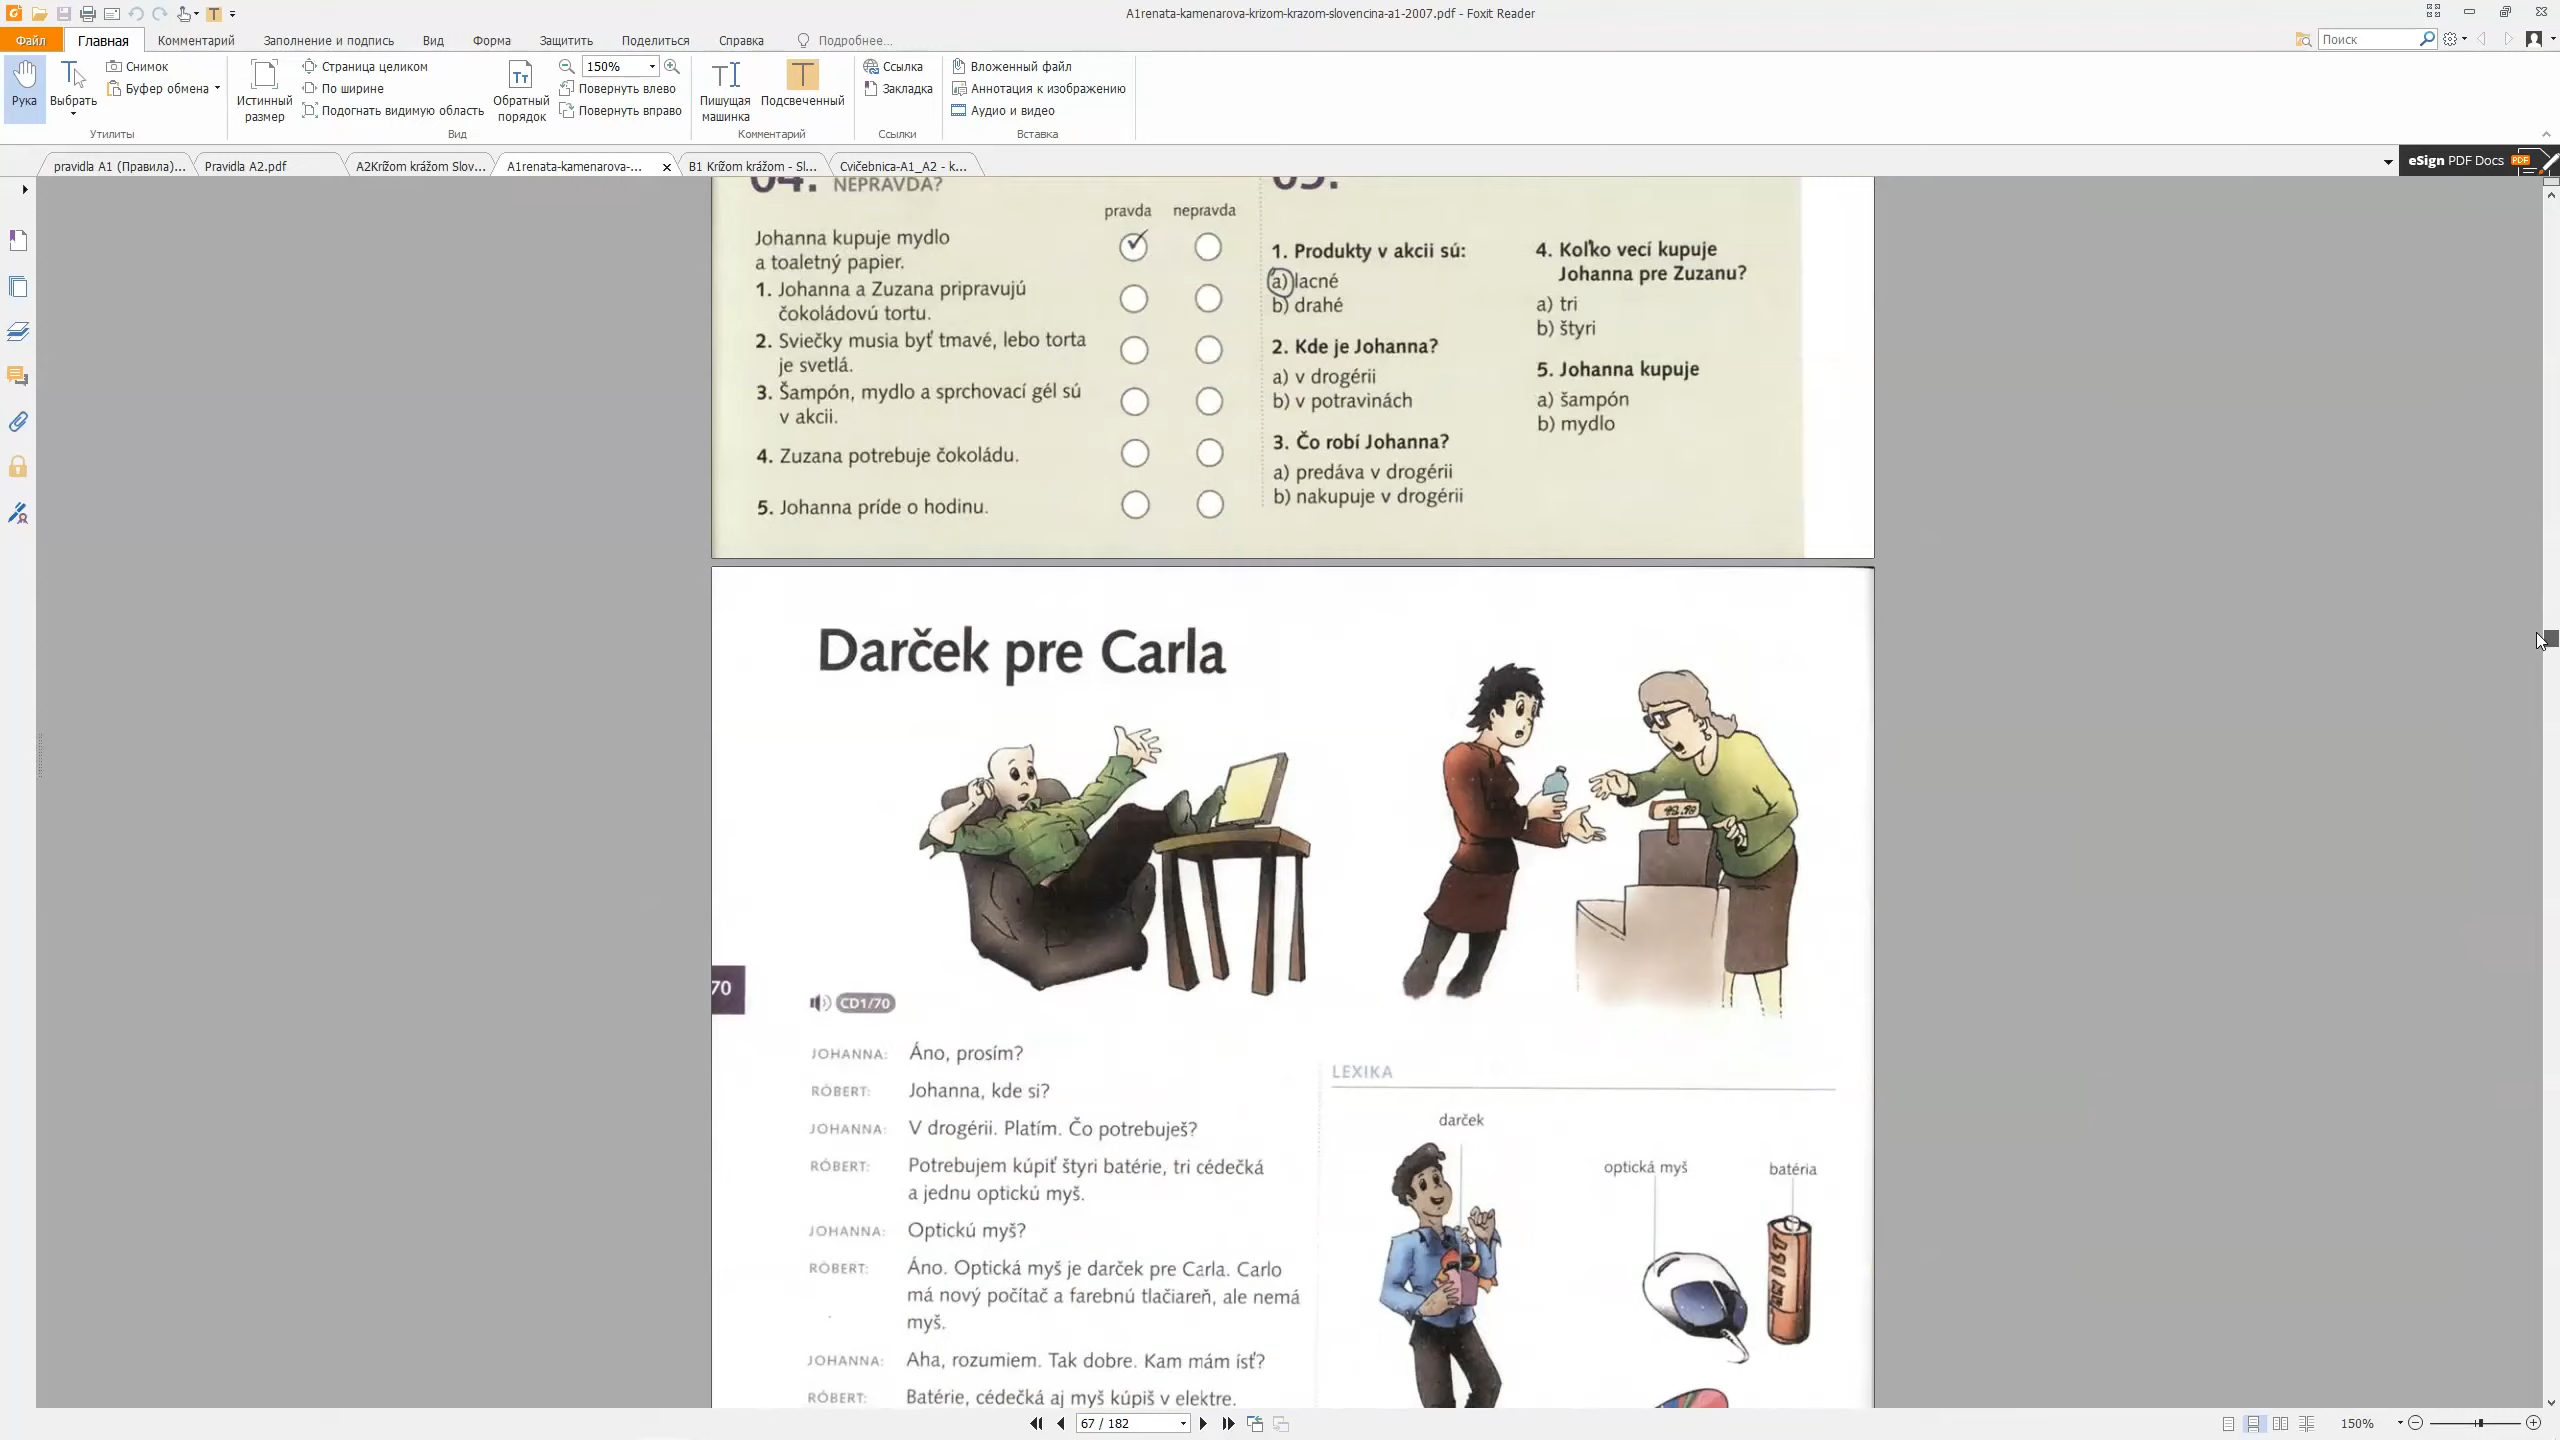 A1renata-kamenarova-krizom-krazom-slovencina-a1-2007.pdf - Foxit Reader
Файл Главная Комментарий Заполнение и подпись Вид Форма Защитить Поделиться Справка Подробнее... Поиск
Рука
Выбрать
Снимок
Буфер обмена
Утилиты
Истинный размер
Страница целиком
По ширине
Подогнать видимую область
Обратный порядок
150%
Повернуть влево
Повернуть вправо
Вид
Пишущая машинка
Подсвеченный
Комментарий
Ссылка
Закладка
Ссылки
Вложенный файл
Аннотация к изображению
Аудио и видео
Вставка
pravidla A1 (Правила)... Pravidla A2.pdf A2Krížom krážom Slov... A1renata-kamenarova-... B1 Krížom krážom - Sl... Cvičebnica-A1_A2 - k... eSign PDF Docs
04. NEPRAVDA?
pravda nepravda
Johanna kupuje mydlo
a toaletný papier.
1. Johanna a Zuzana pripravujú
čokoládovú tortu.
2. Sviečky musia byť tmavé, lebo torta
je svetlá.
3. Šampón, mydlo a sprchovací gél sú
v akcii.
4. Zuzana potrebuje čokoládu.
5. Johanna príde o hodinu.
1. Produkty v akcii sú:
a) lacné
b) drahé
2. Kde je Johanna?
a) v drogérii
b) v potravinách
3. Čo robí Johanna?
a) predáva v drogérii
b) nakupuje v drogérii
4. Koľko vecí kupuje
Johanna pre Zuzanu?
a) tri
b) štyri
5. Johanna kupuje
a) šampón
b) mydlo
Darček pre Carla
70
CD1/70
JOHANNA: Áno, prosím?
RÓBERT: Johanna, kde si?
JOHANNA: V drogérii. Platím. Čo potrebuješ?
RÓBERT: Potrebujem kúpiť štyri batérie, tri cédečká
a jednu optickú myš.
JOHANNA: Optickú myš?
RÓBERT: Áno. Optická myš je darček pre Carla. Carlo
má nový počítač a farebnú tlačiareň, ale nemá
myš.
JOHANNA: Aha, rozumiem. Tak dobre. Kam mám ísť?
RÓBERT: Batérie, cédečká aj myš kúpiš v elektre.
LEXIKA
darček
optická myš
batéria
67 / 182
150%